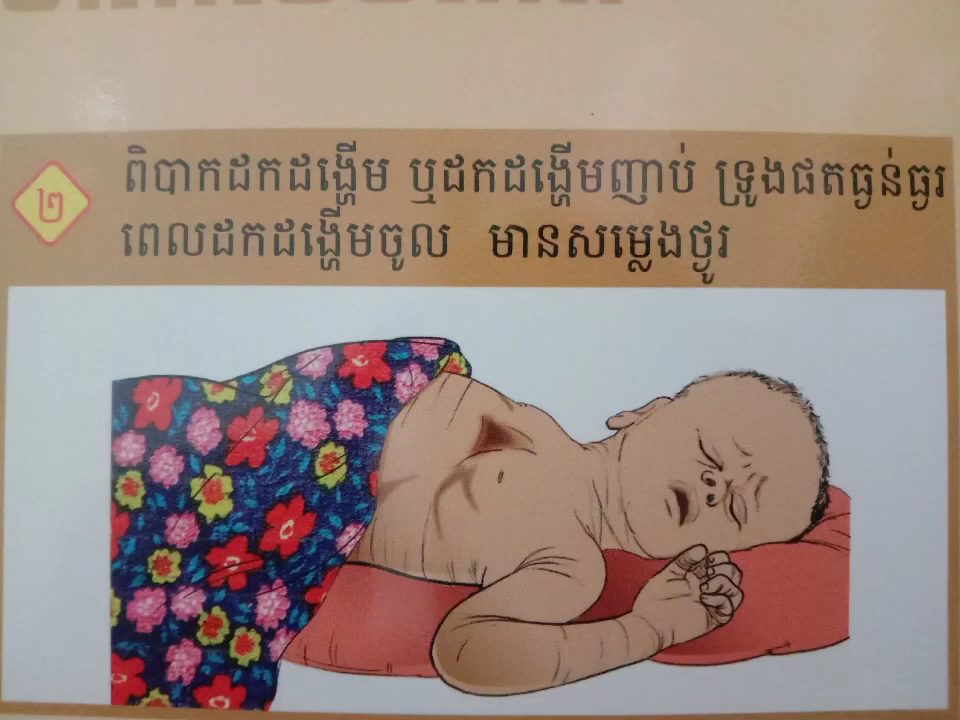 ២
ពិបាកដកដង្ហើម ឬដកដង្ហើមញាប់ ទ្រូងផតធ្ងន់ធ្ងរ
ពេលដកដង្ហើមចូល មានសម្លេងថ្ងូរ